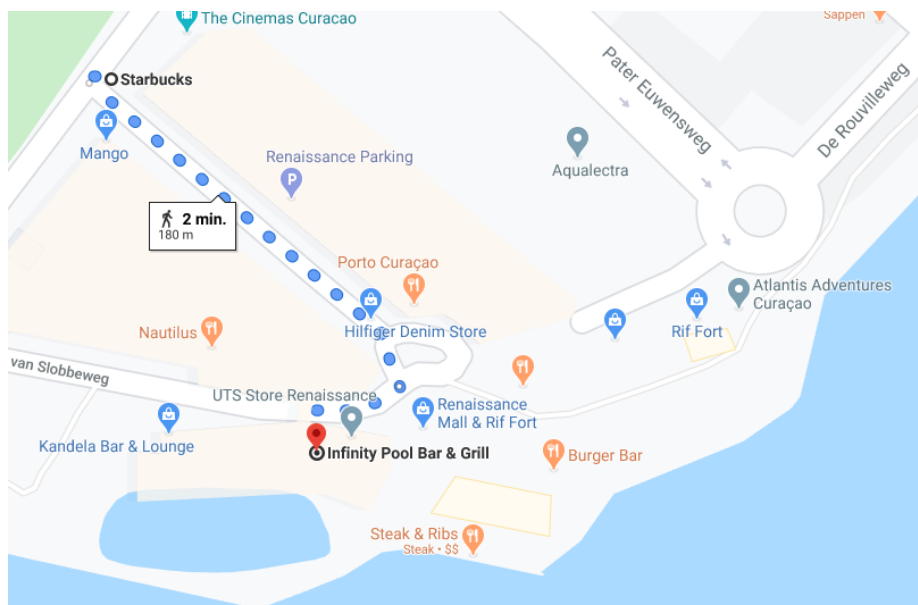 The Cinemas Curacao
Sappen
Starbucks
Pater Euwensweg
De Rouvilleweg
Mango
Renaissance Parking
P
Aqualectra
2 min.
180 m
Porto Curaçao
Atlantis Adventures
Curaçao
Hilfiger Denim Store
Rif Fort
Nautilus
van Slobbeweg
UTS Store Renaissance
Renaissance
Mall & Rif Fort
Kandela Bar & Lounge
Infinity Pool Bar & Grill
Burger Bar
Steak & Ribs
Steak • $$